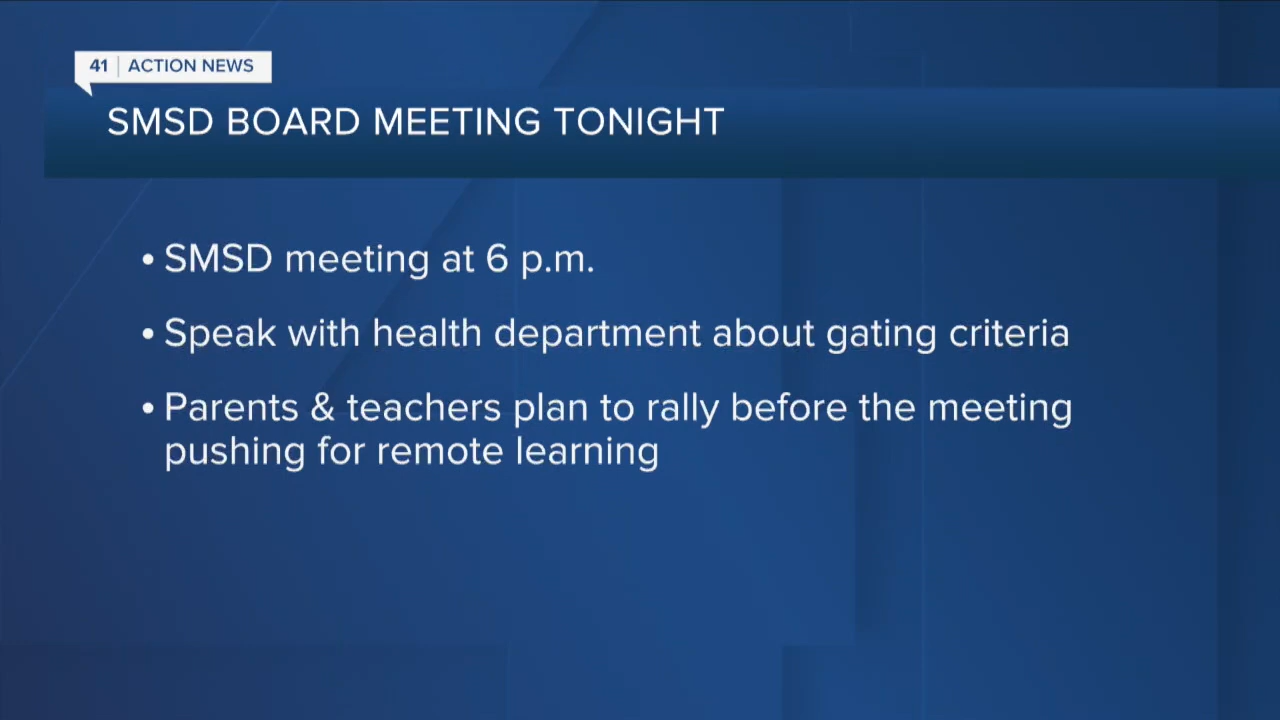 41 | ACTION NEWS
SMSD BOARD MEETING TONIGHT
• SMSD meeting at 6 p.m.
• Speak with health department about gating criteria
• Parents & teachers plan to rally before the meeting
pushing for remote learning